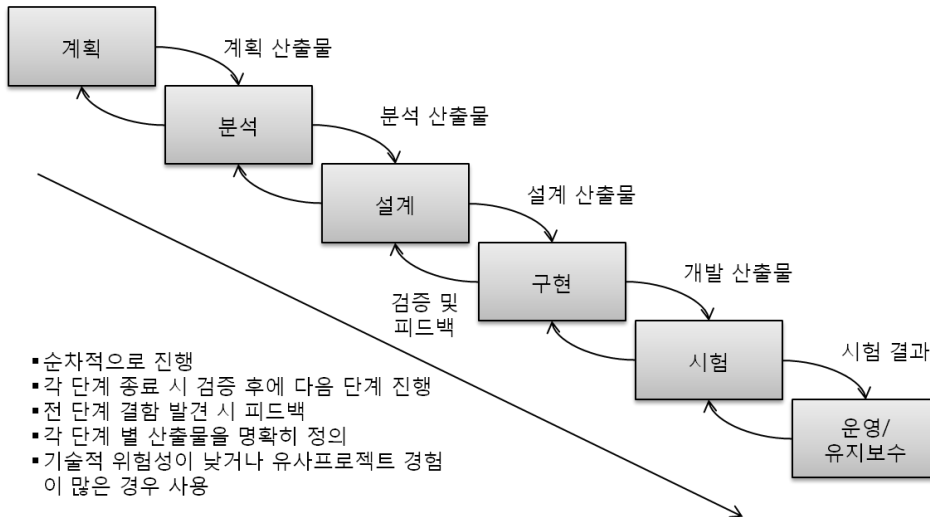 계획
계획 산출물
분석
분석 산출물
설계
설계 산출물
구현
개발 산출물
검증 및
피드백
시험
시험 결과
운영/
유지보수
▪순차적으로 진행
▪각 단계 종료 시 검증 후에 다음 단계 진행
▪전 단계 결함 발견 시 피드백
▪각 단계 별 산출물을 명확히 정의
▪기술적 위험성이 낮거나 유사프로젝트 경험
이 많은 경우 사용